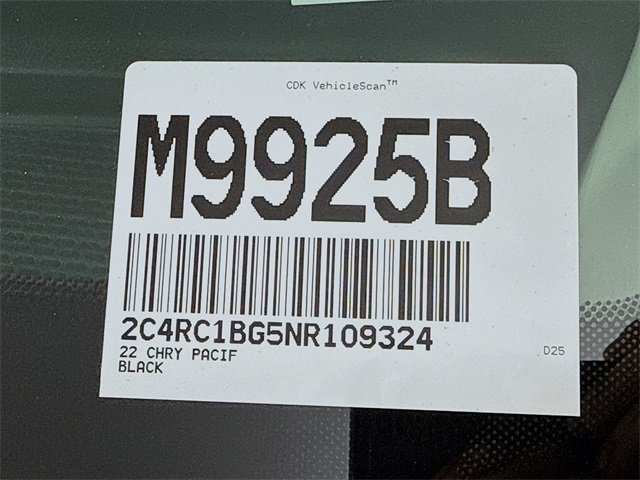 CDK VehicleScan™
M9925B
2C4RC1BG5NR109324
22 CHRY PACIF
D25
BLACK